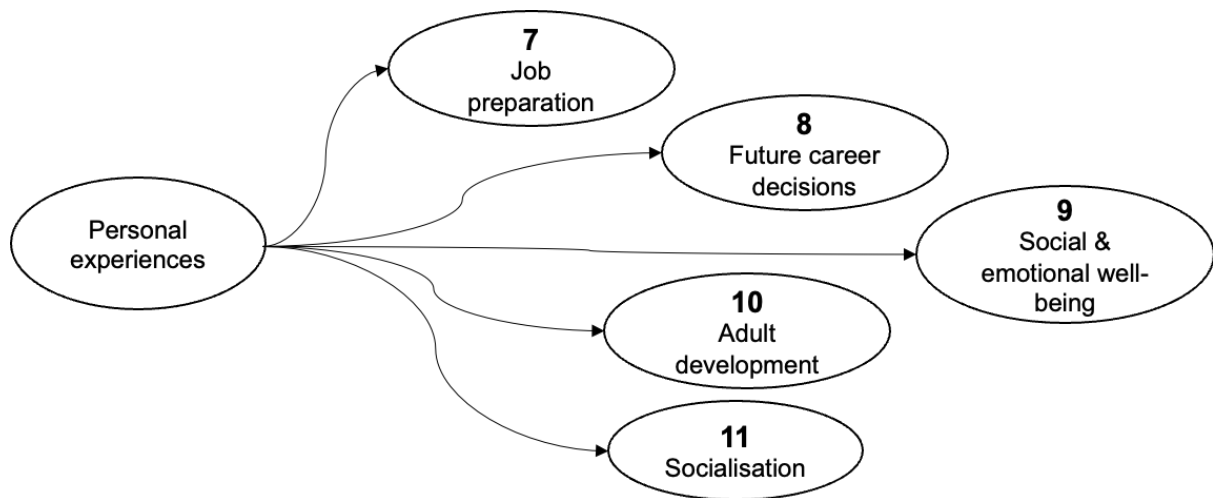 7
Job
preparation
8
Future career
decisions
Personal
experiences
9
Social &
emotional well-
being
10
Adult
development
11
Socialisation